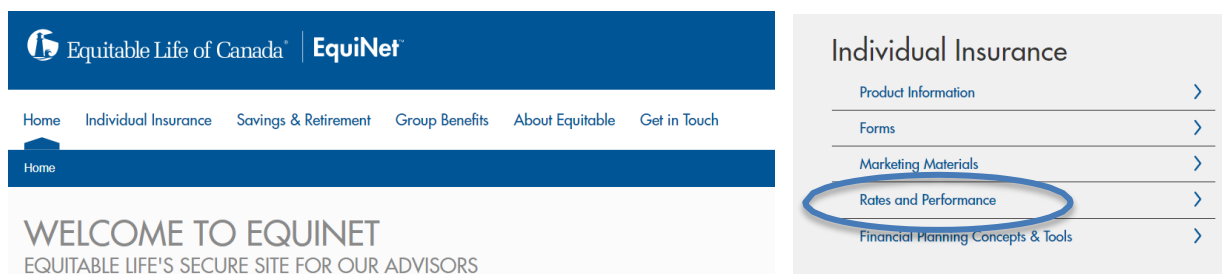 Equitable Life of Canada® | EquiNet™
Home Individual Insurance Savings & Retirement Group Benefits About Equitable Get in Touch
Home
WELCOME TO EQUINET
EQUITABLE LIFE'S SECURE SITE FOR OUR ADVISORS
Individual Insurance
Product Information
Forms
Marketing Materials
Rates and Performance
Financial Planning Concepts & Tools